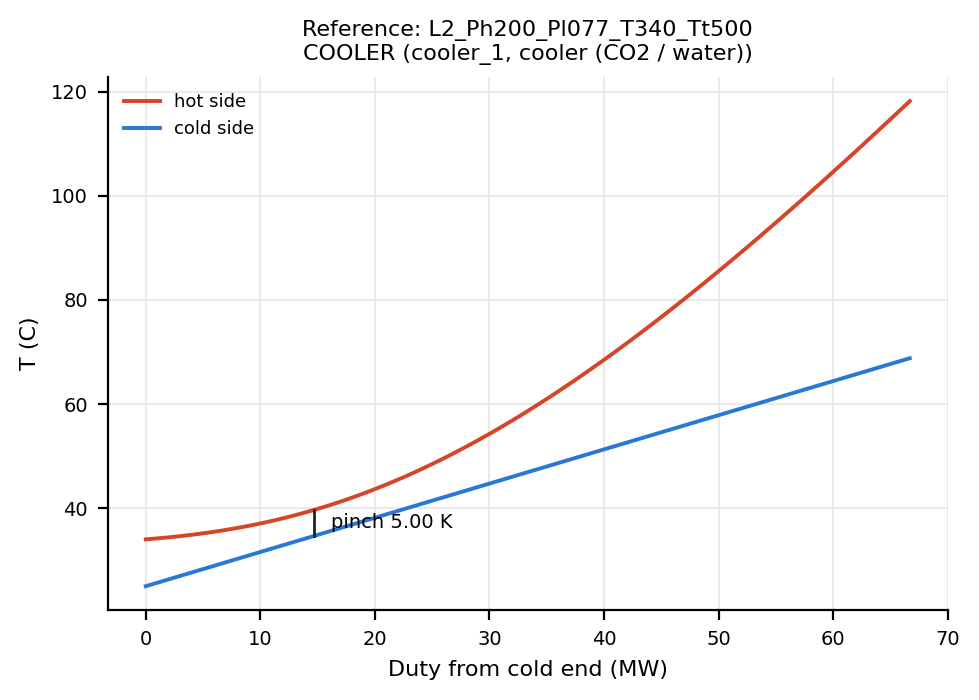 Reference: L2_Ph200_Pl077_T340_Tt500
COOLER (cooler_1, cooler (CO2 / water))
hot side
cold side
120
100
80
60
40
T (C)
pinch 5.00 K
0
10
20
30
40
50
60
70
Duty from cold end (MW)